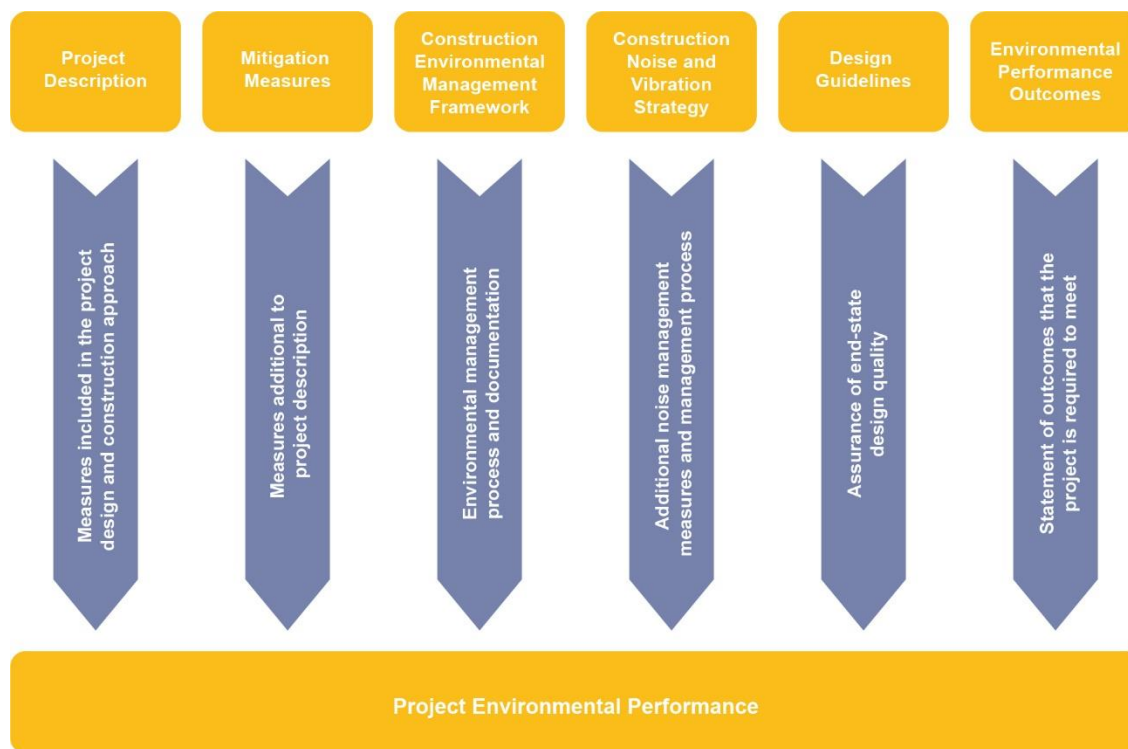 Project
Description
Mitigation
Measures
Construction
Environmental
Management
Framework
Construction
Noise and
Vibration
Strategy
Design
Guidelines
Environmental
Performance
Outcomes
Measures included in the project
design and construction approach
Measures additional to
project description
Environmental management
process and documentation
Additional noise management
measures and management process
Assurance of end-state
design quality
Statement of outcomes that the
project is required to meet
Project Environmental Performance